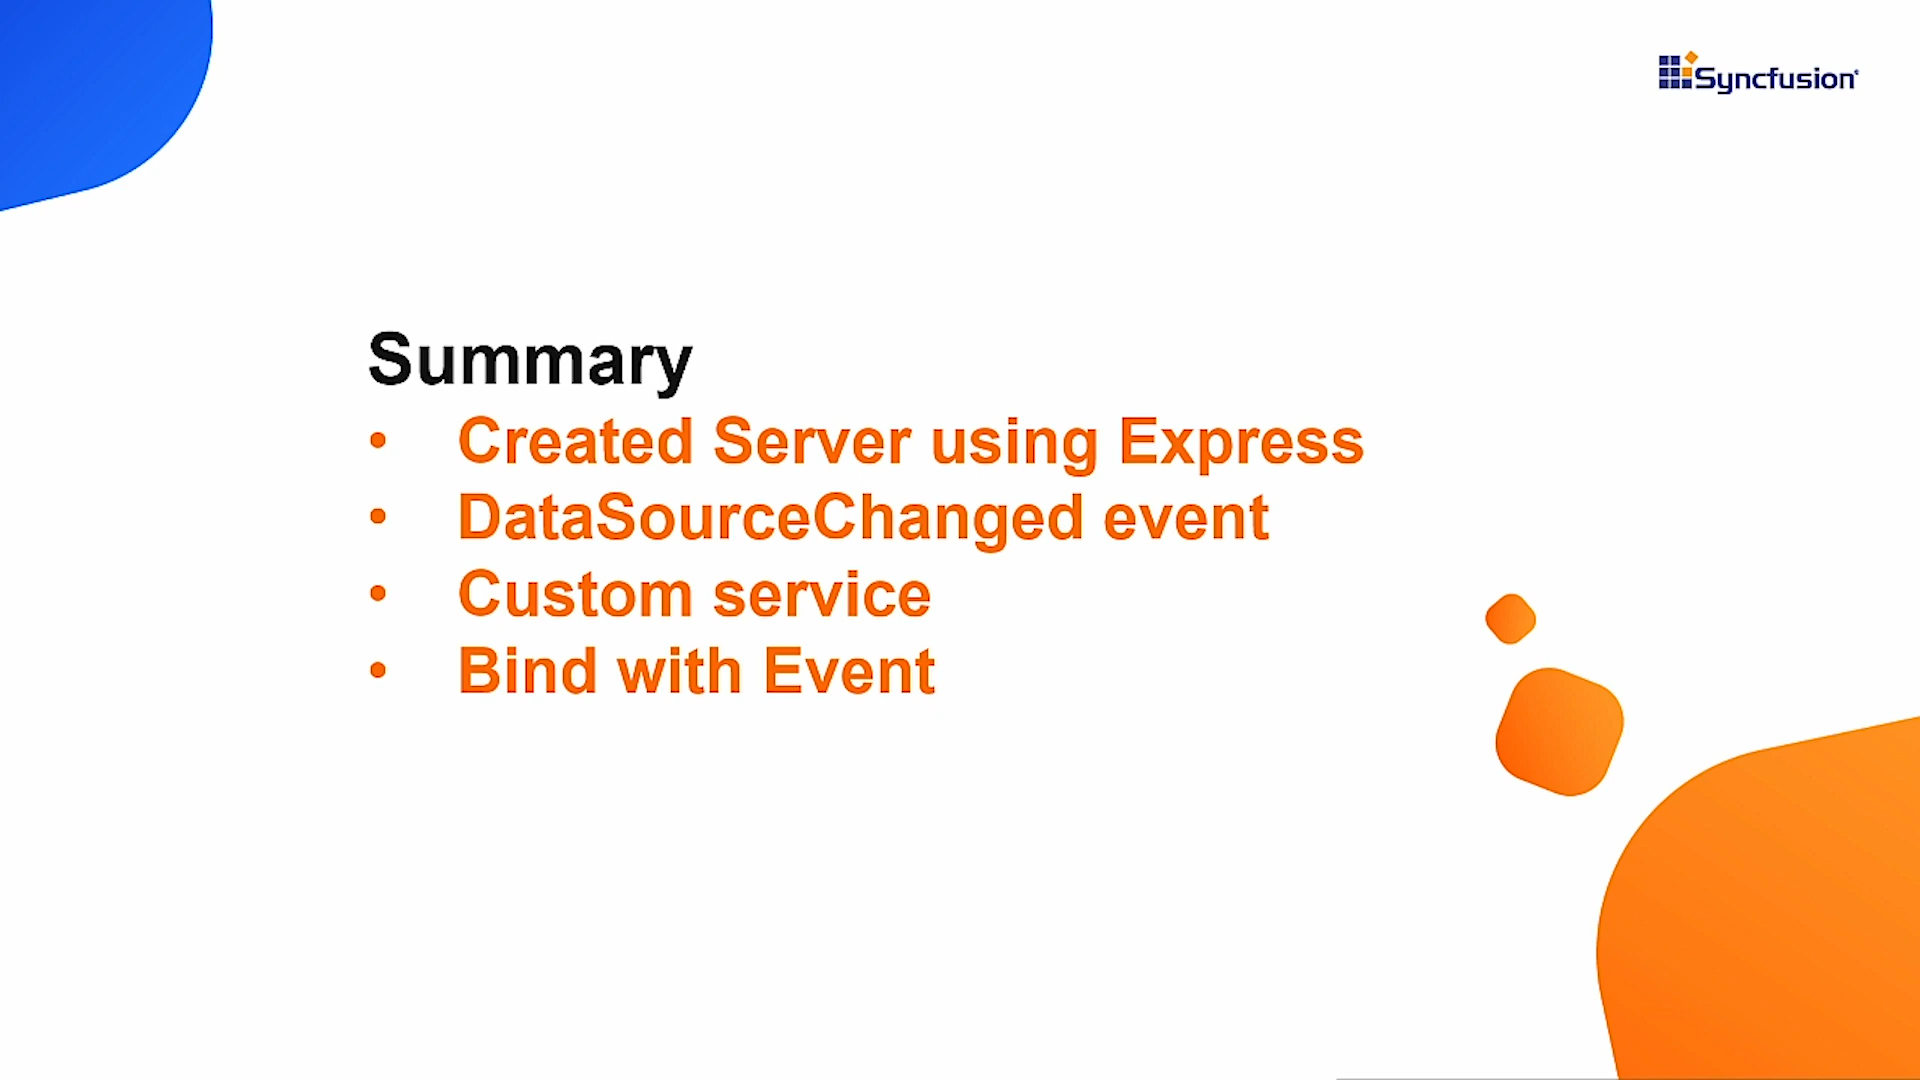 Syncfusion®
Summary
• Created Server using Express
• DataSourceChanged event
• Custom service
• Bind with Event